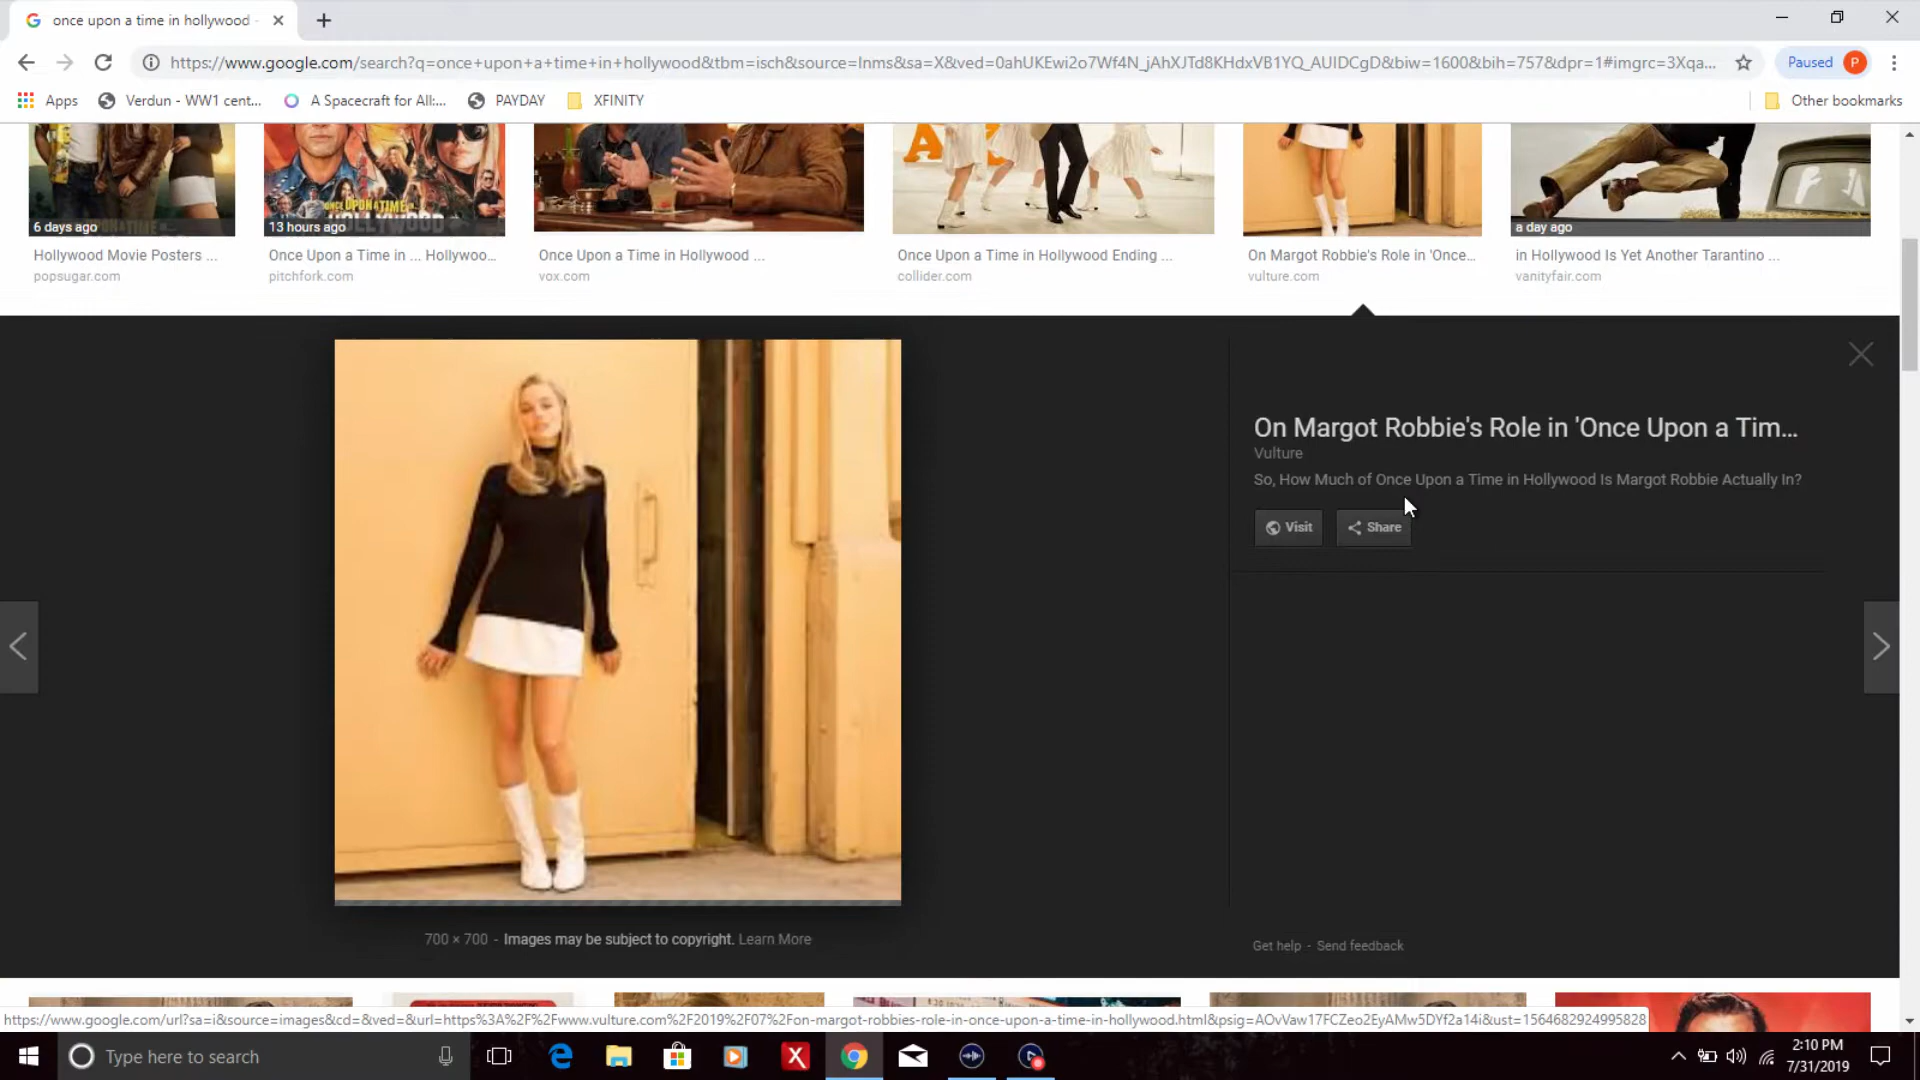 once upon a time in hollywood -
https://www.google.com/search?q=once+upon+a+time+in+hollywood&tbm=isch&source=lnms&sa=X&ved=0ahUKEwi2o7Wf4N_jAhXJTd8KHdxVB1YQ_AUIDCgD&biw=1600&bih=757&dpr=1#imgrc=3Xqa...
Paused P
Apps Verdun - WW1 cent... A Spacecraft for All:... PAYDAY XFINITY Other bookmarks
ONCE UPON A TIME IN
HOLLYWOOD
6 days ago 13 hours ago a day ago
Hollywood Movie Posters ... Once Upon a Time in ... Hollywoo... Once Upon a Time in Hollywood ... Once Upon a Time in Hollywood Ending ... On Margot Robbie's Role in 'Once... in Hollywood Is Yet Another Tarantino ...
popsugar.com pitchfork.com vox.com collider.com vulture.com vanityfair.com
On Margot Robbie's Role in 'Once Upon a Tim...
Vulture
So, How Much of Once Upon a Time in Hollywood Is Margot Robbie Actually In?
Visit Share
700 × 700 - Images may be subject to copyright. Learn More
Get help - Send feedback
https://www.google.com/url?sa=i&source=images&cd=&ved=&url=https%3A%2F%2Fwww.vulture.com%2F2019%2F07%2Fon-margot-robbies-role-in-once-upon-a-time-in-hollywood.html&psig=AOvVaw17FCZeo2EyAMw5DYf2a14i&ust=1564682924995828
Type here to search
2:10 PM
7/31/2019